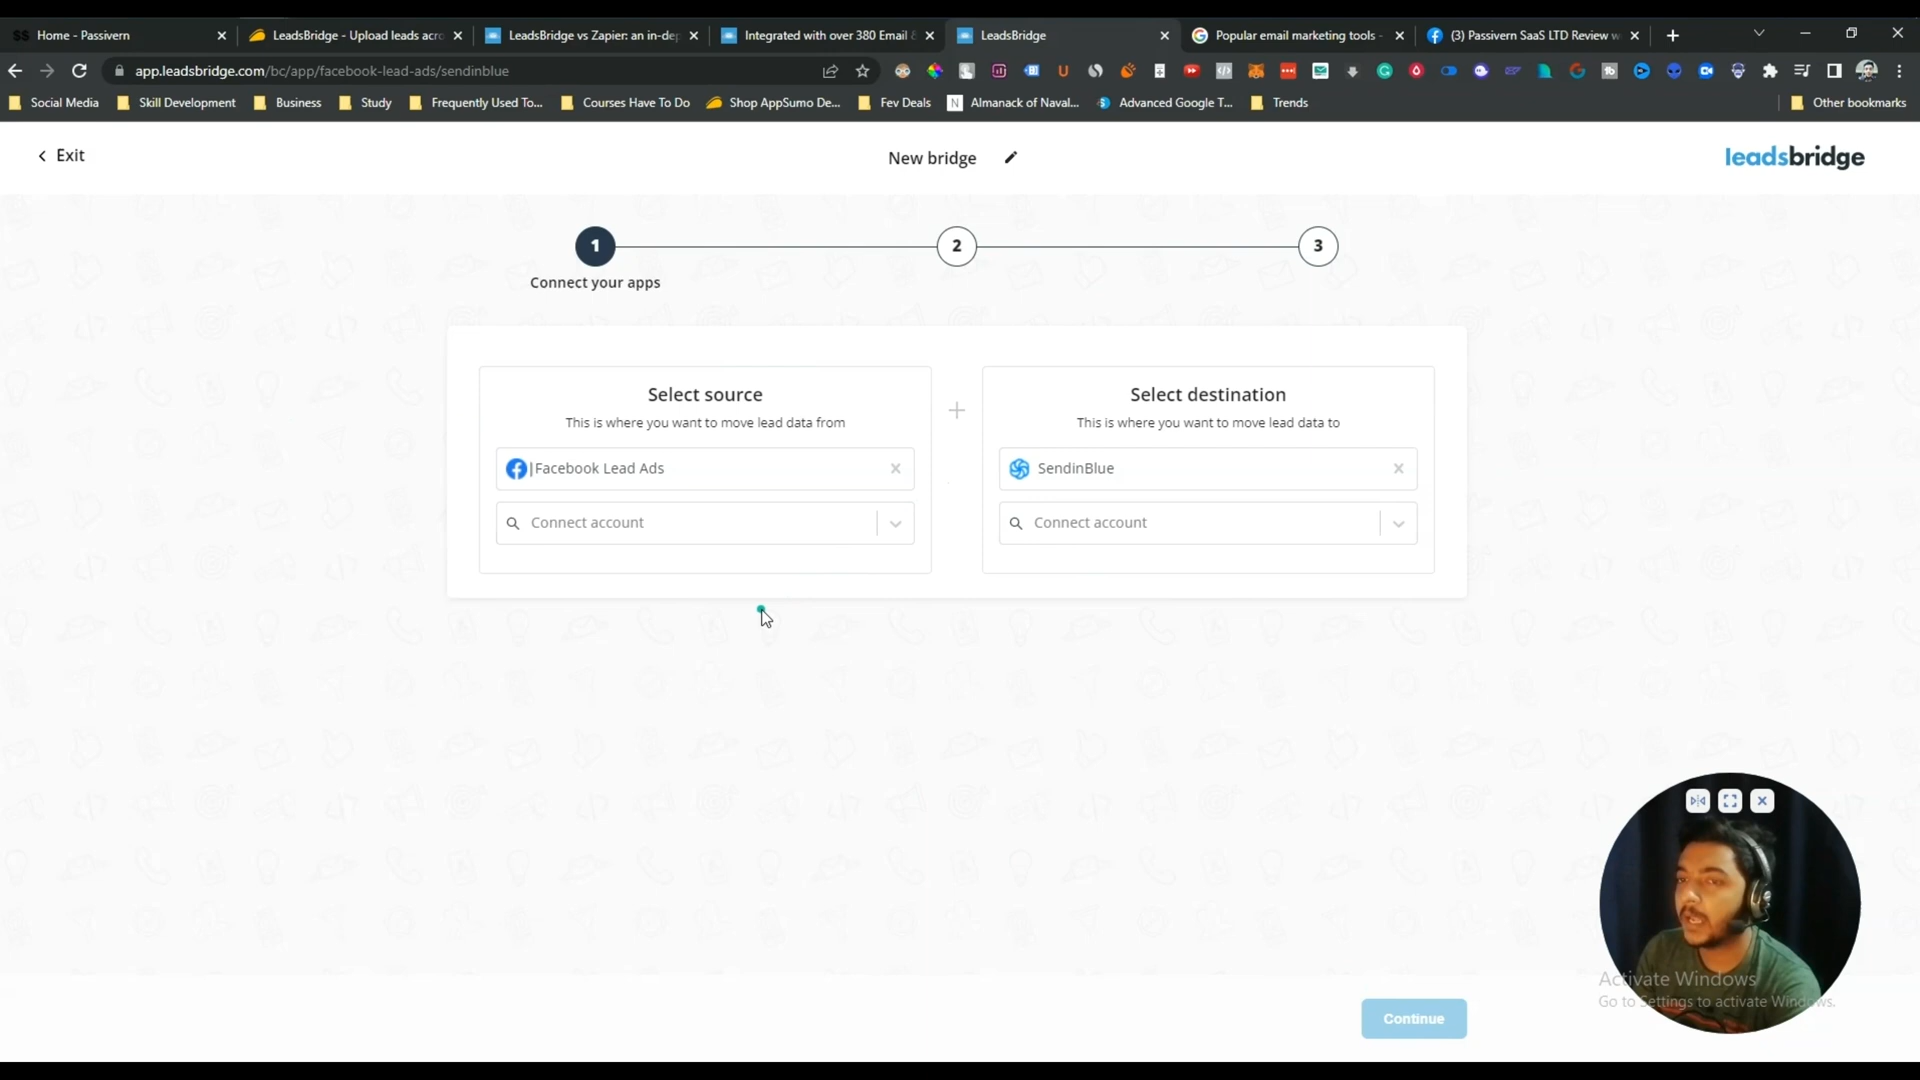 Home - Passivern
LeadsBridge - Upload leads acro
LeadsBridge vs Zapier: an in-dep
Integrated with over 380 Email &
LeadsBridge
Popular email marketing tools -
(3) Passivern SaaS LTD Review w
app.leadsbridge.com/bc/app/facebook-lead-ads/sendinblue
Social Media
Skill Development
Business
Study
Frequently Used To...
Courses Have To Do
Shop AppSumo De...
Fev Deals
Almanack of Naval...
Advanced Google T...
Trends
Other bookmarks
Exit
New bridge
leadsbridge
1
2
3
Connect your apps
Select source
This is where you want to move lead data from
Facebook Lead Ads
Connect account
Select destination
This is where you want to move lead data to
SendinBlue
Connect account
Continue
Activate Windows
Go to Settings to activate Windows.